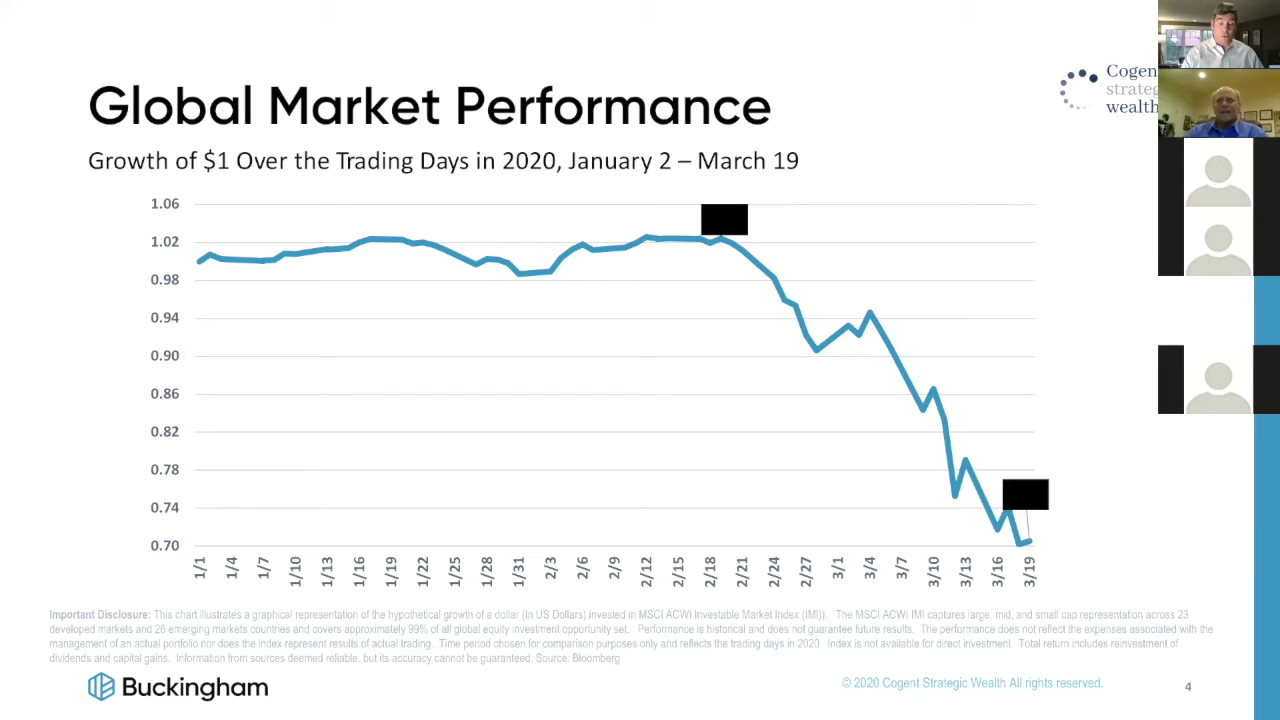 Global Market Performance
Cogen
strateg
wealth
Growth of $1 Over the Trading Days in 2020, January 2 – March 19
1.06
1.02
0.98
0.94
0.90
0.86
0.82
0.78
0.74
0.70
1/1 1/4 1/7 1/10 1/13 1/16 1/19 1/22 1/25 1/28 1/31 2/3 2/6 2/9 2/12 2/15 2/18 2/21 2/24 2/27 3/1 3/4 3/7 3/10 3/13 3/16 3/19
Important Disclosure: This chart illustrates a graphical representation of the hypothetical growth of a dollar (In US Dollars) invested in MSCI ACWI Investable Market Index (IMI)). The MSCI ACWI IMI captures large, mid, and small cap representation across 23
developed markets and 26 emerging markets countries and covers approximately 99% of all global equity investment opportunity set. Performance is historical and does not guarantee future results. The performance does not reflect the expenses associated with the
management of an actual portfolio nor does the index represent results of actual trading. Time period chosen for comparison purposes only and reflects the trading days in 2020. Index is not available for direct investment. Total return includes reinvestment of
dividends and capital gains. Information from sources deemed reliable, but its accuracy cannot be guaranteed. Source: Bloomberg
Buckingham
© 2020 Cogent Strategic Wealth All rights reserved.
4